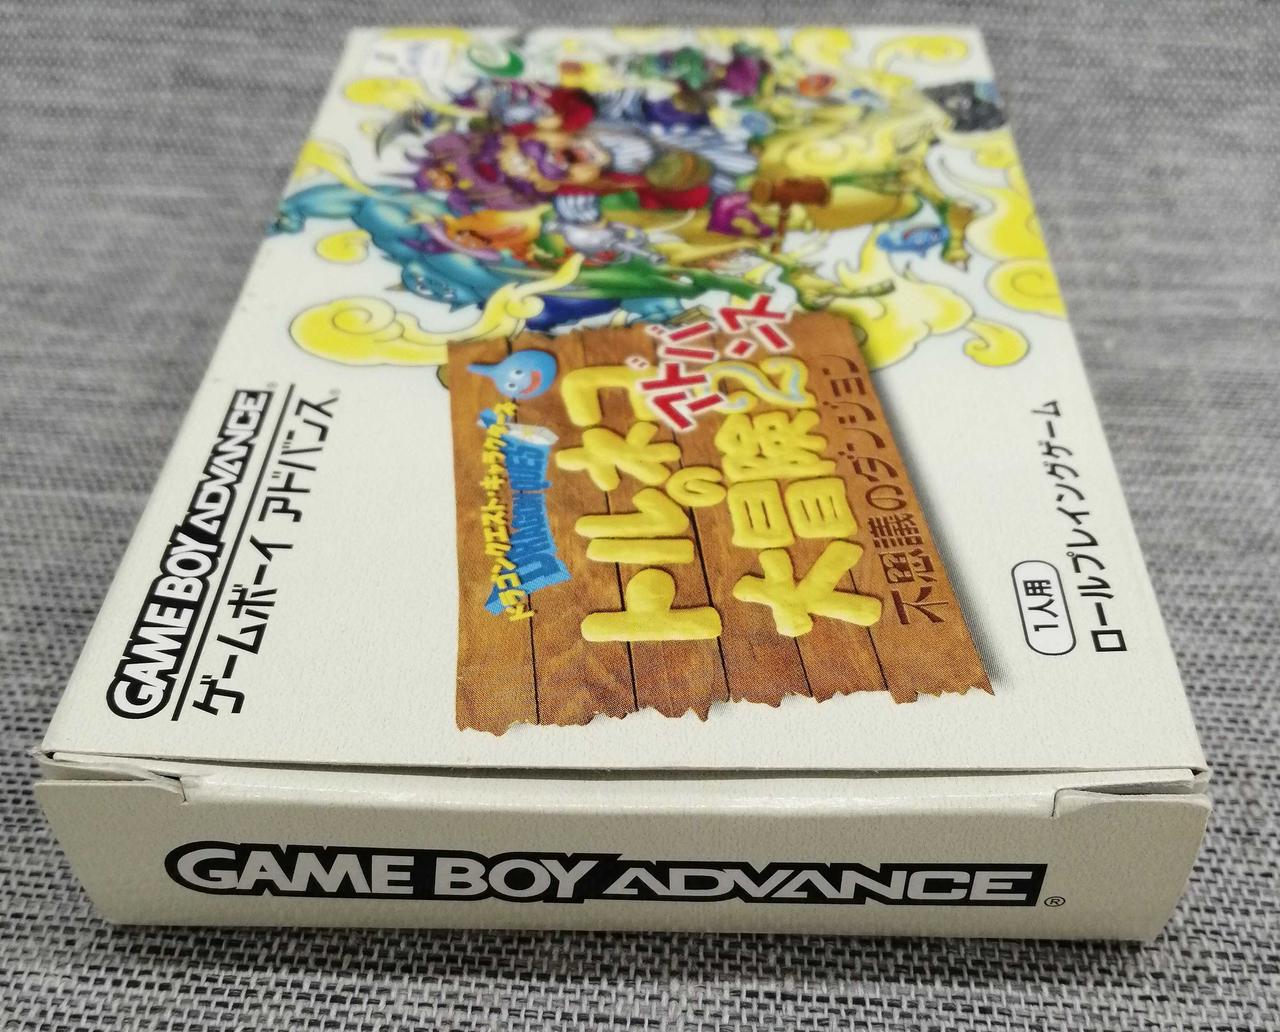 GAME BOY ADVANCE
ゲームボーイ アドバンス
ドラゴンクエスト・キャラクターズ
DRAGON QUEST
トルネコの
大冒険2
アドバンス
不思議のダンジョン
1人用
ロールプレイングゲーム
GAME BOY ADVANCE®